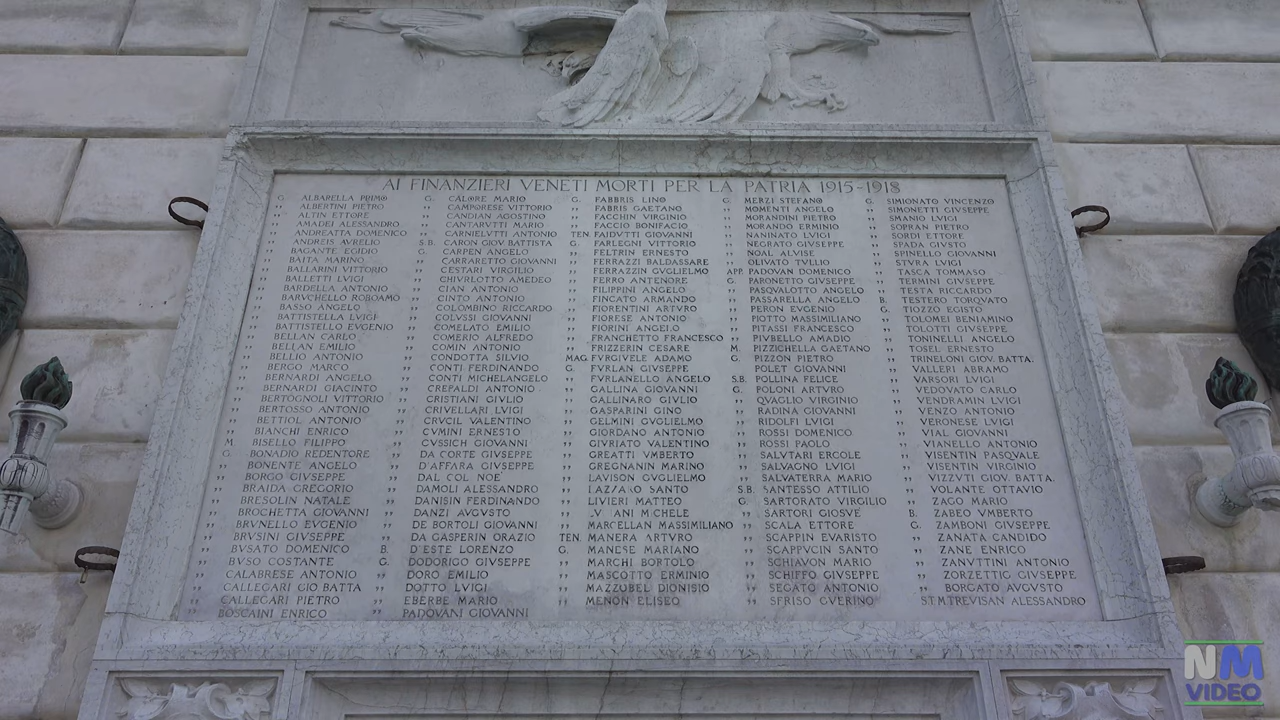 AI FINANZIERI VENETI MORTI PER LA PATRIA 1915-1918
G. ALBARELLA PRIMO
,, ALBERTINI PIETRO
,, ALTIN ETTORE
,, AMADEI ALESSANDRO
,, ANDREATTA DOMENICO
,, ANDREIS AVRELIO
,, BAGANTE EGIDIO
,, BAITA MARINO
,, BALLARINI VITTORIO
,, BALLETTI LVIGI
,, BARDELLA ANTONIO
,, BARVCHELLO ROBOAMO
,, BASSO ANGELO
,, BATTISTELLA LVIGI
,, BATTISTELLO EVGENIO
,, BELLAN CARLO
,, BELLAN EMILIO
,, BELLIO ANTONIO
,, BERGO MARCO
,, BERNARDI ANGELO
,, BERNARDI GIACINTO
,, BERTOGNOLI VITTORIO
,, BERTOSSO ANTONIO
,, BETTIOL ANTONIO
,, BIANCHI ENRICO
M. BISELLO FILIPPO
G. BONADIO REDENTORE
,, BONENTE ANGELO
,, BORGO GIVSEPPE
,, BRAIDA GREGORIO
,, BRESOLIN NATALE
,, BROCHETTA GIOVANNI
,, BRVNELLO EVGENIO
,, BRVSINI GIVSEPPE
,, BVSATO DOMENICO
,, BVSO COSTANTE
,, CALABRESE ANTONIO
,, CALLEGARI GIO BATTA
,, CALLEGARI PIETRO
,, BOSCAINI ENRICO
G. CALORE MARIO
,, CAMPORESE VITTORIO
,, CANDIAN AGOSTINO
,, CANTARVTTI MARIO
,, CARNIELVTTI ANTONIO
S.B. CARON GIOV BATTISTA
G. CARPEN ANGELO
,, CARRARETTO GIOVANNI
,, CESTARI VIRGILIO
,, CHIVRLOTTO AMEDEO
,, CIAN ANTONIO
,, CINTO ANTONIO
,, COLOMBINO RICCARDO
,, COLVSSI GIOVANNI
,, COMELATO EMILIO
,, COMERIO ALFREDO
,, COMIN ANTONIO
,, CONDOTTA SILVIO
,, CONTI FERDINANDO
,, CONTI MICHELANGELO
,, CREPALDI ANTONIO
,, CRISTIANI GIVLIO
,, CRIVELLARI LVIGI
,, CRVCIL VALENTINO
,, CVMINI ERNESTO
,, CVSSICH GIOVANNI
,, DA CORTE GIVSEPPE
,, D'AFFARA GIVSEPPE
,, DAL COL NOE'
,, DAMOLI ALESSANDRO
,, DANISIN FERDINANDO
,, DANZI AVGVSTO
,, DE BORTOLI GIOVANNI
,, DA GASPERIN ORAZIO
B. D'ESTE LORENZO
G. DODORIGO GIVSEPPE
,, DORO EMILIO
,, DOTTO LVIGI
,, EBERBE MARIO
,, PADOVANI GIOVANNI
G. FABBRIS LINO
,, FABRIS GAETANO
,, FACCHIN VIRGINIO
,, FACCIO BONIFACIO
TEN FAIDVTTI GIOVANNI
G. FARLEGNI VITTORIO
,, FELTRIN ERNESTO
,, FERRAZZI BALDASSARE
,, FERRAZZIN GVGLIELMO
,, FERRO ANTENORE
,, FILIPPINI ANGELO
,, FINCATO ARMANDO
,, FIORENTINI ARTVRO
,, FIORESE ANTONIO
,, FIORINI ANGELO
,, FRANCHETTO FRANCESCO
,, FRIZZERIN CESARE
MAG. FVRGIVELE ADAMO
G. FVRLAN GIVSEPPE
,, FVRLANELLO ANGELO
,, GALLINA GIOVANNI
,, GALLINARO GIVLIO
,, GASPARINI GINO
,, GELMINI GVGLIELMO
,, GIORDANO ANTONIO
,, GIVRIATO VALENTINO
,, GREATTI VMBERTO
,, GREGNANIN MARINO
,, LAVISON GVGLIELMO
,, LAZZARO SANTO
,, LIVIERI MATTEO
,, MICHELE
,, MARCELLAN MASSIMILIANO
TEN. MANERA ARTVRO
G. MANESE MARIANO
,, MARCHI BORTOLO
,, MASCOTTO ERMINIO
,, MAZZOBEL DIONISIO
,, MENON ELISEO
G. MERZI STEFANO
,, MOMENTI ANGELO
,, MORANDINI PIETRO
,, MORANDO ERMINIO
,, NANINATO LVIGI
,, NEGRATO GIVSEPPE
,, NOAL ALVISE
,, OLIVATO TVLLIO
APP. PADOVAN DOMENICO
G. PARONETO GIVSEPPE
,, PASQVALOTTO ANGELO
,, PASSARELLA ANGELO
,, PERON EVGENIO
,, PIOTTO MASSIMILIANO
,, PITASSI FRANCESCO
,, PIVBELLO AMADIO
M. PIZZICHELLA GAETANO
G. PIZZON PIETRO
,, POLET GIOVANNI
S.B. POLLINA FELICE
G. POLONI ARTVRO
,, QVAGLIO VIRGINIO
,, RADINA GIOVANNI
,, RIDOLFI LVIGI
,, ROSSI DOMENICO
,, ROSSI PAOLO
,, SALVTARI ERCOLE
,, SALVAGNO LVIGI
,, SALVATERRA MARIO
S.B. SANTESSO ATTILIO
G. SARTORATO VIRGILIO
,, SARTORI GIOSVE
,, SCALA ETTORE
,, SCAPPIN EVARISTO
,, SCAPPVCIN SANTO
,, SCHIAVON MARIO
,, SCHIFFO GIVSEPPE
,, SEGATO ANTONIO
,, SFRISO GVERINO
G. SIMIONATO VINCENZO
,, SIMONETTI GIVSEPPE
,, SMANIO LVIGI
,, SOPRAN PIETRO
,, SORDI ETTORE
,, SPADA GIVSTO
,, SPINELLO GIOVANNI
,, STVRA LVIGI
,, TASCA TOMMASO
,, TERMINI GIVSEPPE
,, TESTA RICCARDO
B. TESTERO TORQVATO
G. TIOZZO EGISTO
,, TOLOMEI BENIAMINO
,, TOLOTTI GIVSEPPE
,, TONINELLI ANGELO
,, TOSEL ERNESTO
,, TRINELONI GIOV BATTA.
,, VALLERI ABRAMO
,, VARSORI LVIGI
,, VEDOVATO CARLO
,, VENDRAMIN LVIGI
,, VENZO ANTONIO
,, VERONESE LVIGI
,, VIAL GIOVANNI
,, VIANELLO ANTONIO
,, VISENTIN PASQVALE
,, VISENTIN VIRGINIO
,, VIZZVTI GIOV. BATTA.
,, VOLANTE OTTAVIO
,, ZAGO MARIO
B. ZABEO VMBERTO
G. ZAMBONI GIVSEPPE
,, ZANATA CANDIDO
,, ZANE ENRICO
,, ZANVTTINI ANTONIO
,, ZORZETTIG GIVSEPPE
,, BORGATO AVGVSTO
S.T.M. TREVISAN ALESSANDRO
NM
VIDEO